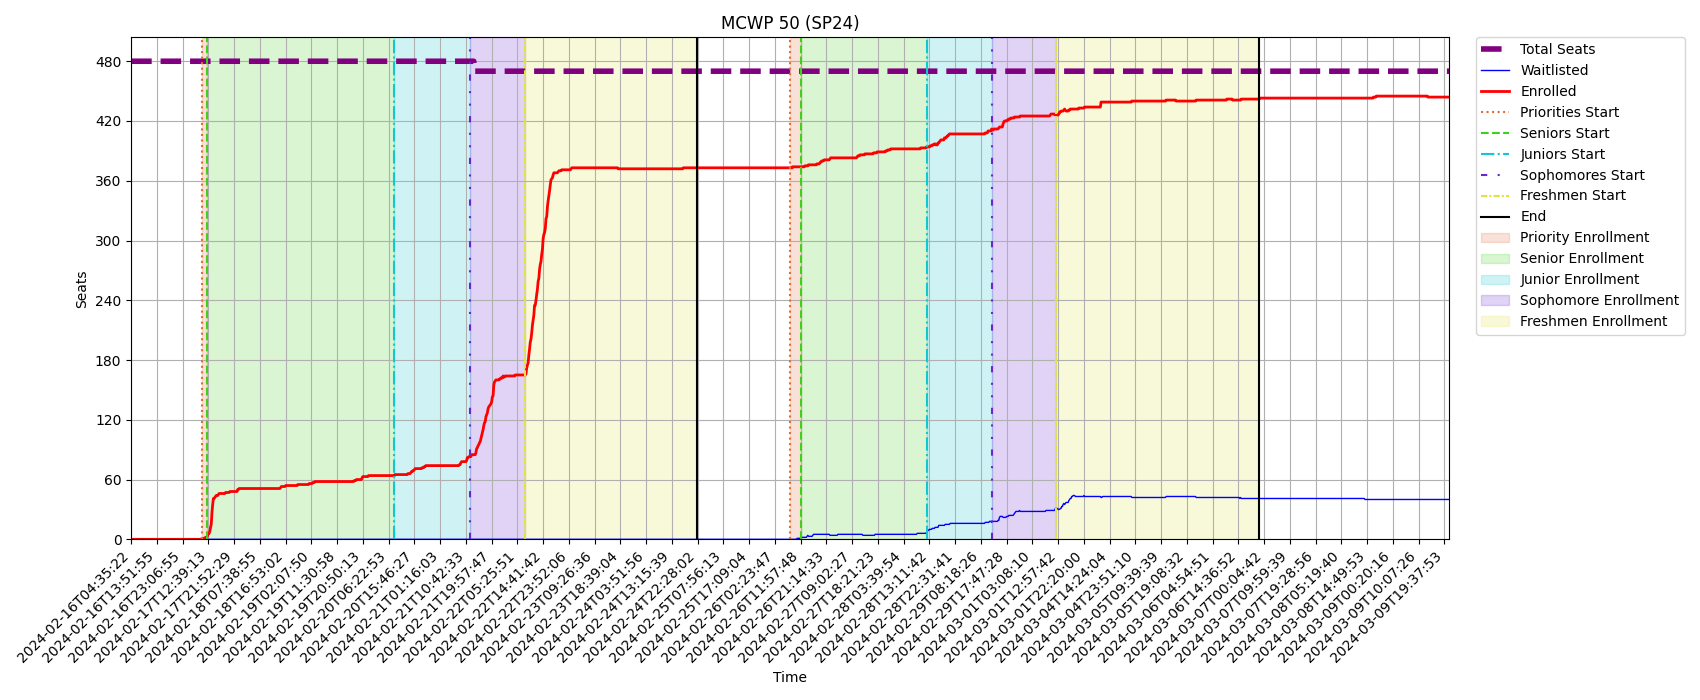 MCWP 50 (SP24)
Seats
480
420
360
300
240
180
120
60
0
2024-02-16T04:35:22
2024-02-16T13:51:55
2024-02-16T23:06:55
2024-02-17T12:39:13
2024-02-17T21:52:29
2024-02-18T07:38:55
2024-02-18T16:53:02
2024-02-19T02:07:50
2024-02-19T11:30:58
2024-02-19T20:50:13
2024-02-20T06:22:53
2024-02-20T15:46:27
2024-02-21T01:16:03
2024-02-21T10:42:33
2024-02-21T19:57:47
2024-02-22T05:25:51
2024-02-22T14:41:42
2024-02-22T23:52:06
2024-02-23T09:26:36
2024-02-23T18:39:04
2024-02-24T03:51:56
2024-02-24T13:15:39
2024-02-24T22:28:02
2024-02-25T07:56:13
2024-02-25T17:09:04
2024-02-26T02:23:47
2024-02-26T11:57:48
2024-02-26T21:14:33
2024-02-27T09:02:27
2024-02-27T18:21:23
2024-02-28T03:39:54
2024-02-28T13:11:42
2024-02-28T22:31:41
2024-02-29T08:18:26
2024-02-29T17:47:28
2024-03-01T03:08:10
2024-03-01T12:57:42
2024-03-01T22:20:00
2024-03-04T14:24:04
2024-03-04T23:51:10
2024-03-05T09:39:39
2024-03-05T19:08:32
2024-03-06T04:54:51
2024-03-06T14:36:52
2024-03-07T00:04:42
2024-03-07T09:59:39
2024-03-07T19:28:56
2024-03-08T05:19:40
2024-03-08T14:49:53
2024-03-09T00:20:16
2024-03-09T10:07:26
2024-03-09T19:37:53
Time
Total Seats
Waitlisted
Enrolled
Priorities Start
Seniors Start
Juniors Start
Sophomores Start
Freshmen Start
End
Priority Enrollment
Senior Enrollment
Junior Enrollment
Sophomore Enrollment
Freshmen Enrollment